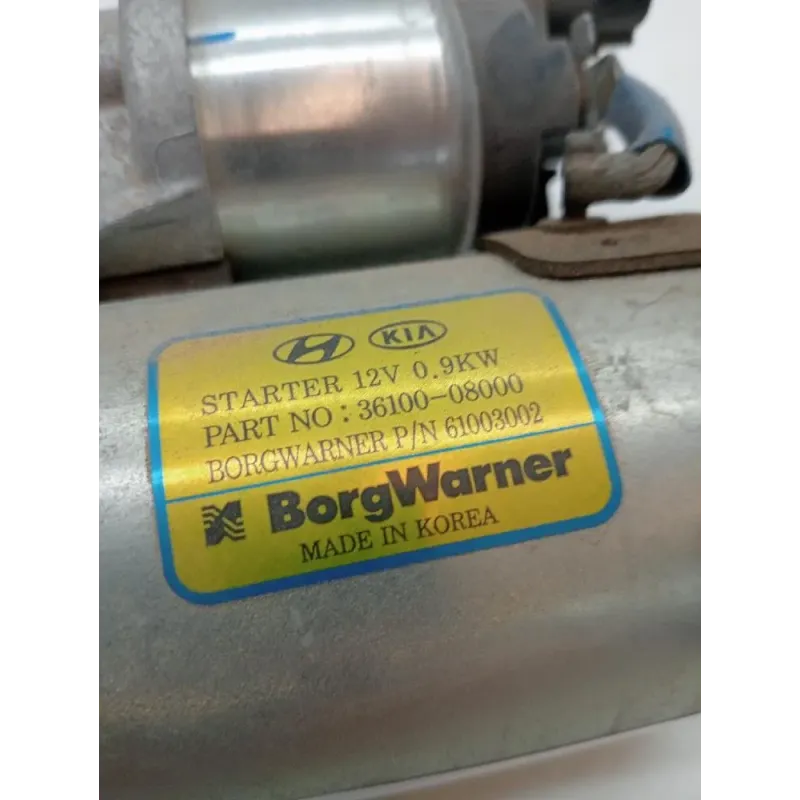 KIA
STARTER 12V 0.9KW
PART NO : 36100-08000
BORGWARNER P/N 61003002
BorgWarner
MADE IN KOREA